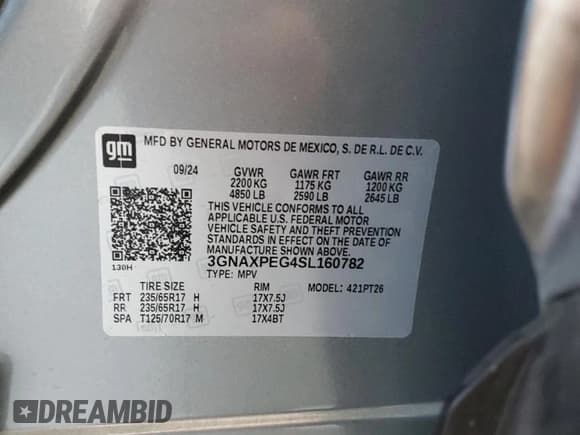 gm MFD BY GENERAL MOTORS DE MEXICO, S. DE R.L. DE C.V.
09/24 GVWR GAWR FRT GAWR RR
2200 KG 1175 KG 1200 KG
4850 LB 2590 LB 2645 LB
THIS VEHICLE CONFORMS TO ALL
APPLICABLE U.S. FEDERAL MOTOR
VEHICLE SAFETY AND THEFT PREVENTION
STANDARDS IN EFFECT ON THE DATE OF
MANUFACTURE SHOWN ABOVE.
130H 3GNAXPEG4SL160782
TYPE: MPV MODEL: 421PT26
TIRE SIZE RIM
FRT 235/65R17 H 17X7.5J
RR 235/65R17 H 17X7.5J
SPA T125/70R17 M 17X4BT
DREAMBID